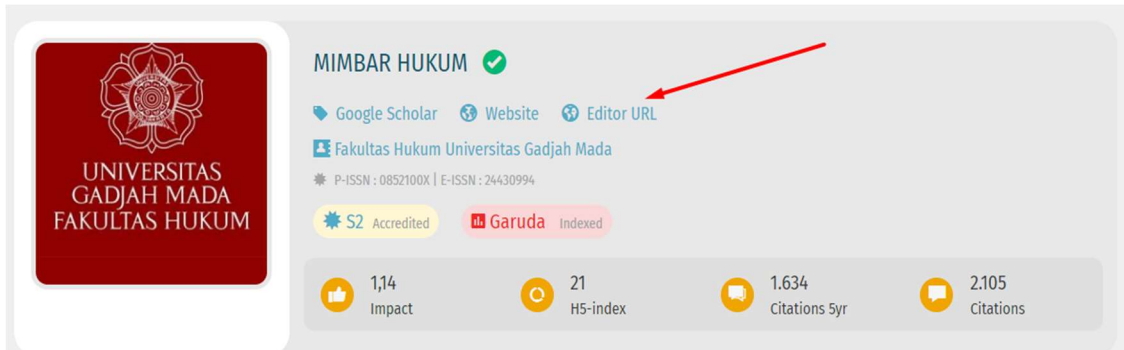 UNIVERSITAS
GADJAH MADA
FAKULTAS HUKUM
MIMBAR HUKUM
Google Scholar Website Editor URL
Fakultas Hukum Universitas Gadjah Mada
P-ISSN : 0852100X | E-ISSN : 24430994
S2 Accredited Garuda Indexed
1,14 21 1.634 2.105
Impact H5-index Citations 5yr Citations